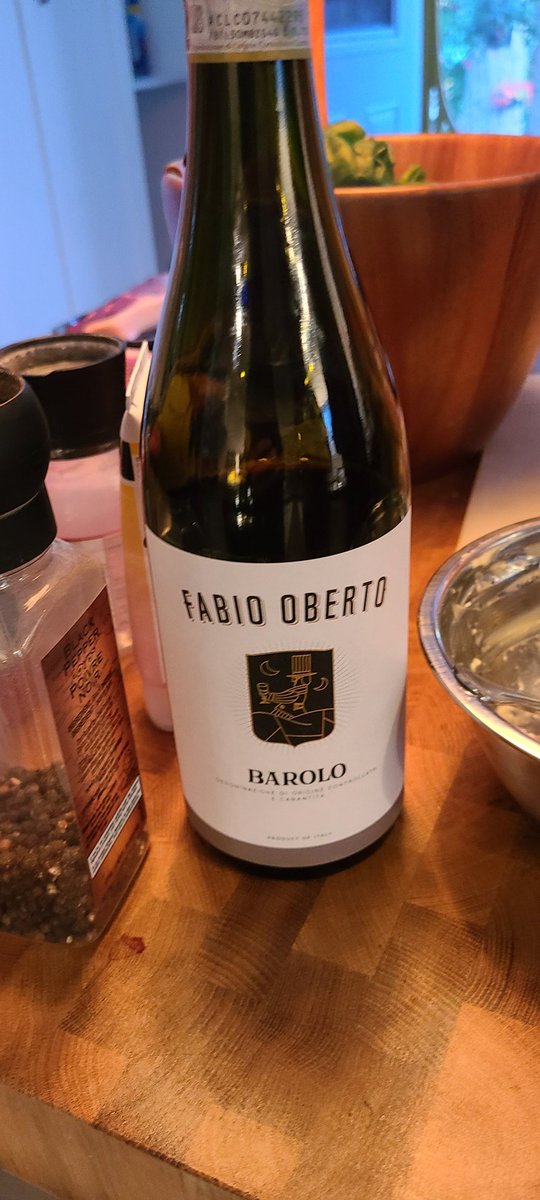 FABIO OBERTO
BAROLO
DENOMINAZIONE DI ORIGINE CONTROLLATA
E GARANTITA
PRODUCT OF ITALY
BLACK
PEPPER
POIVRE
NOIR